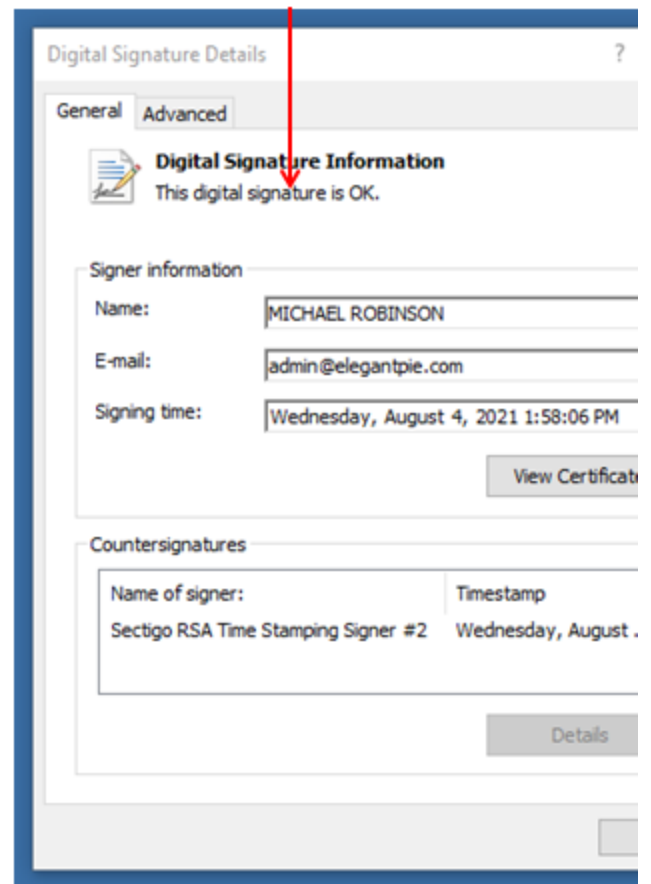 Digital Signature Details ?
General Advanced
Digital Signature Information
This digital signature is OK.
Signer information
Name: MICHAEL ROBINSON
E-mail: admin@elegantpie.com
Signing time: Wednesday, August 4, 2021 1:58:06 PM
View Certificat
Countersignatures
Name of signer: Timestamp
Sectigo RSA Time Stamping Signer #2 Wednesday, August .
Details